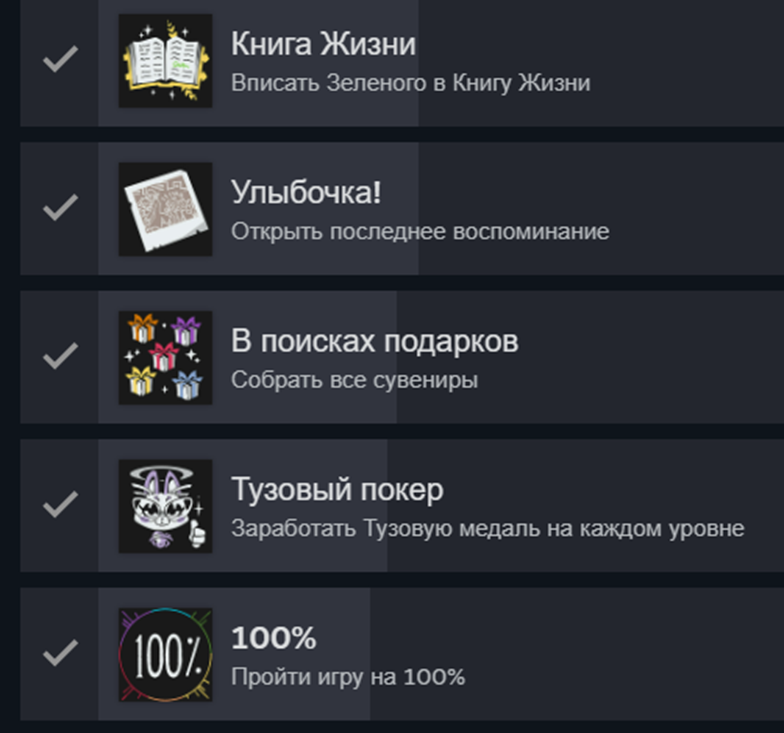 Книга Жизни
Вписать Зеленого в Книгу Жизни
Улыбочка!
Открыть последнее воспоминание
В поисках подарков
Собрать все сувениры
Тузовый покер
Заработать Тузовую медаль на каждом уровне
100%
100%
Пройти игру на 100%